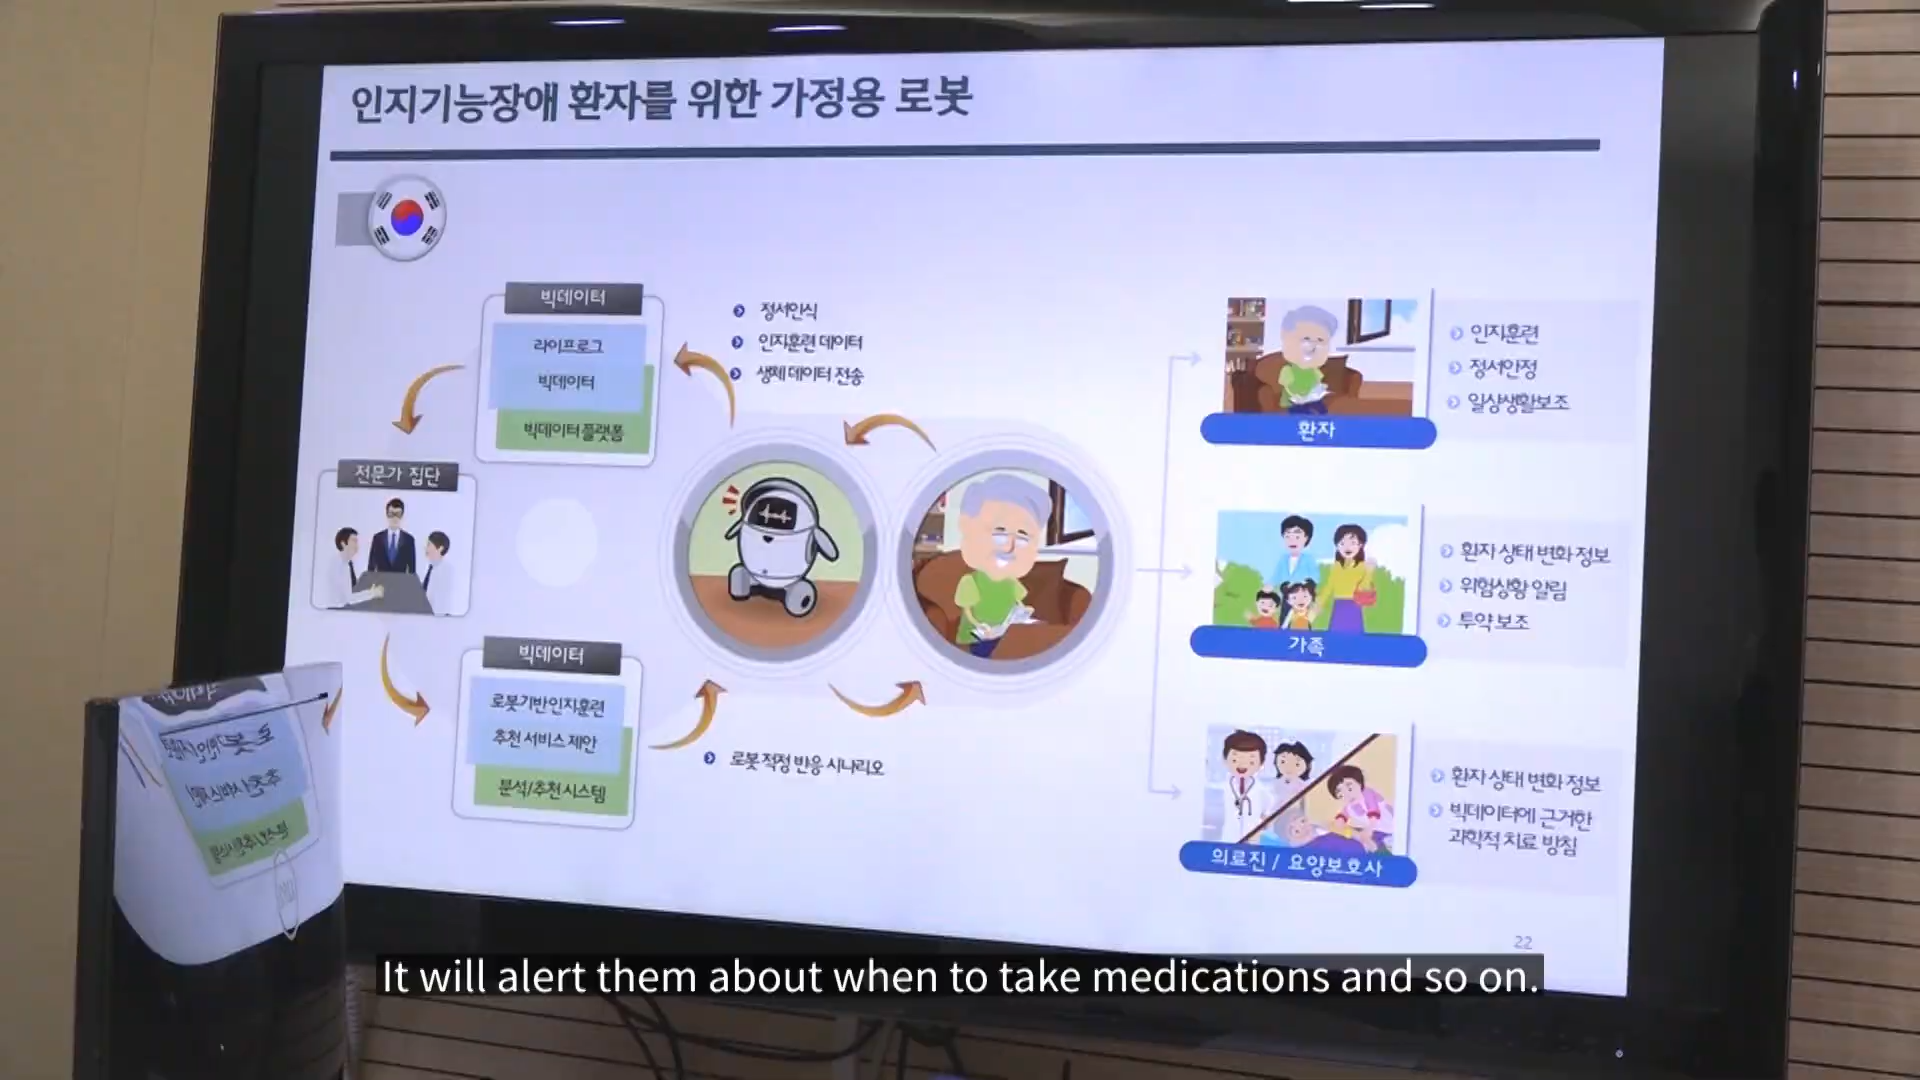 인지기능장애 환자를 위한 가정용 로봇
빅데이터
라이프로그
빅데이터
빅데이터 플랫폼
정서인식
인지훈련 데이터
생체 데이터 전송
전문가 집단
빅데이터
로봇기반 인지훈련
추천 서비스 제안
분석/추천 시스템
로봇 적정 반응 시나리오
인지훈련
정서안정
일상생활보조
환자
환자 상태 변화 정보
위험상황 알림
투약 보조
가족
환자 상태 변화 정보
빅데이터에 근거한
과학적 치료 방침
의료진 / 요양보호사
22
It will alert them about when to take medications and so on.